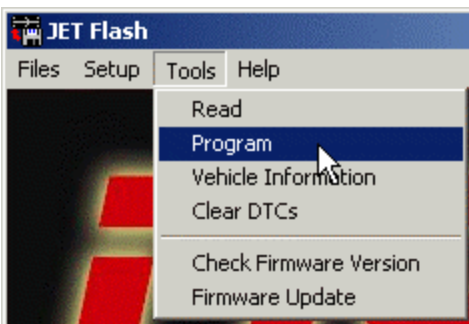 JET Flash
Files Setup Tools Help
Read
Program
Vehicle Information
Clear DTCs
Check Firmware Version
Firmware Update